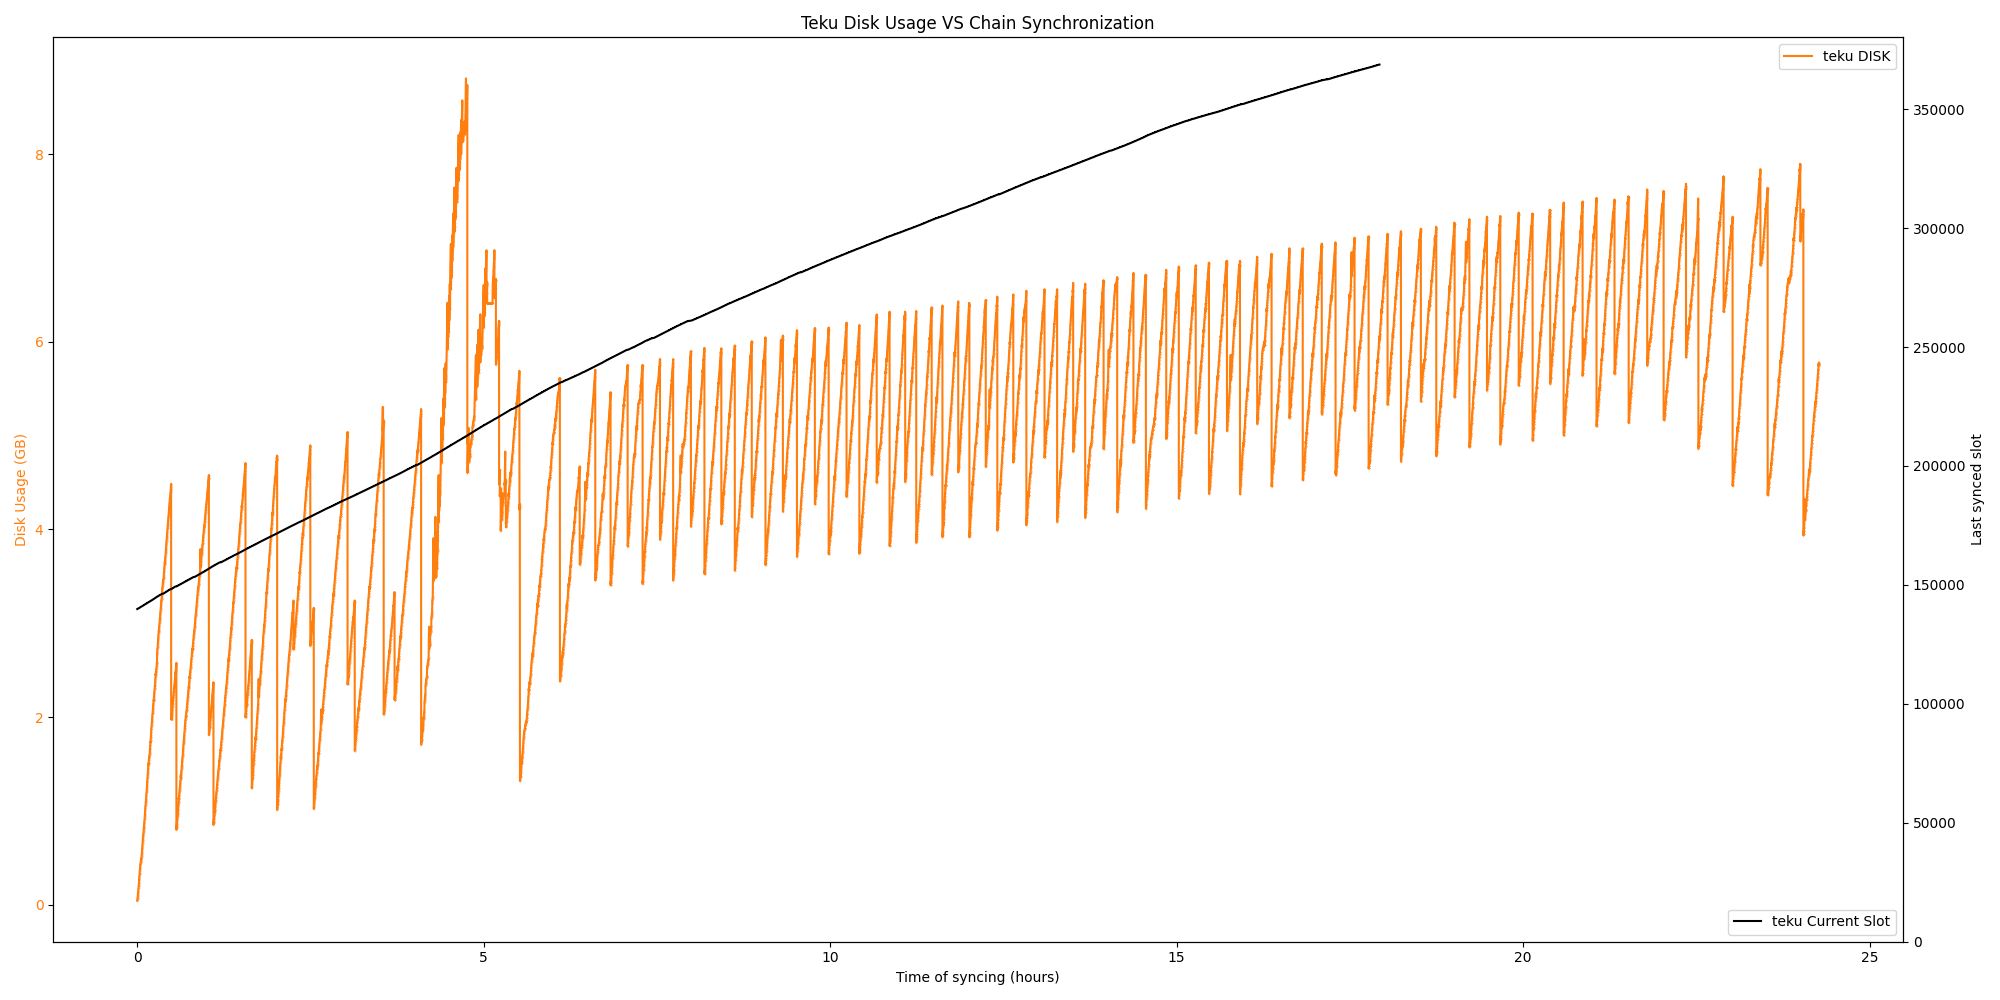 Teku Disk Usage VS Chain Synchronization
teku DISK
Disk Usage (GB)
8
6
4
2
0
350000
300000
250000
200000
150000
100000
50000
0
Last synced slot
teku Current Slot
0 5 10 15 20 25
Time of syncing (hours)